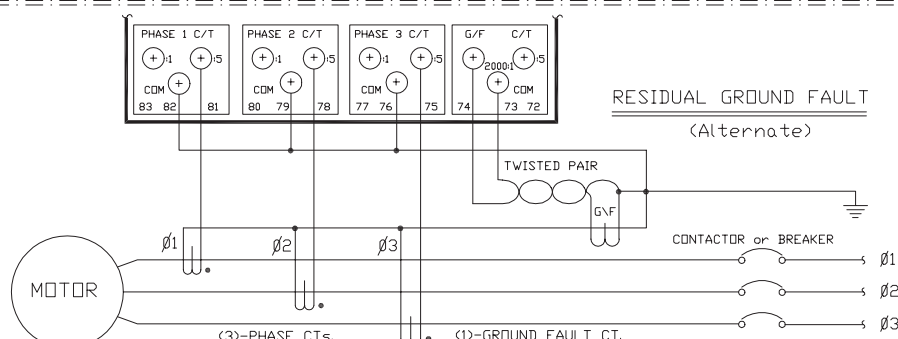 PHASE 1 C/T PHASE 2 C/T PHASE 3 C/T G/F C/T
:1 :5 :1 :5 :1 :5 2000:1 :5
COM COM COM COM
83 82 81 80 79 78 77 76 75 74 73 72
RESIDUAL GROUND FAULT
(Alternate)
TWISTED PAIR
G\F
Ø1 Ø2 Ø3
CONTACTOR or BREAKER
Ø1
MOTOR
Ø2
Ø3
(3)-PHASE CTs. (1)-GROUND FAULT CT.